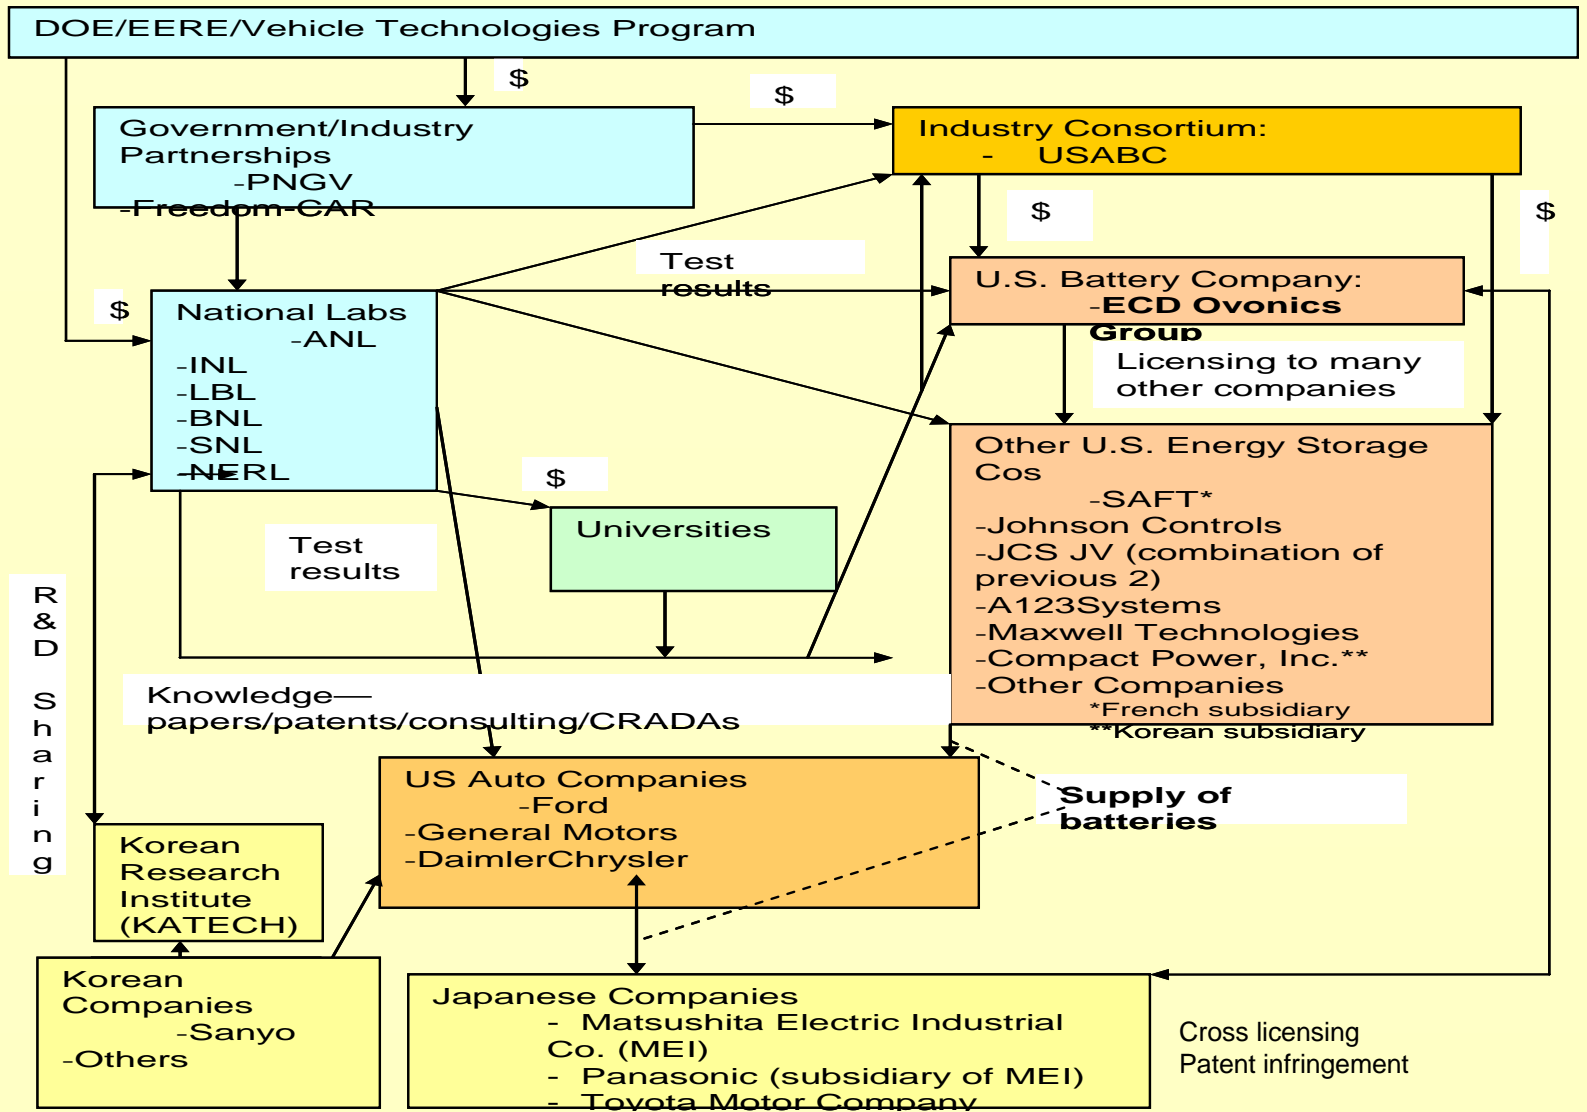 DOE/EERE/Vehicle Technologies Program
$
$
Government/Industry
Partnerships
-PNGV
-Freedom-CAR
Industry Consortium:
- USABC
$
$
Test
results
U.S. Battery Company:
-ECD Ovonics
Group
$
National Labs
-ANL
-INL
-LBL
-BNL
-SNL
-NERL
Licensing to many
other companies
Other U.S. Energy Storage
Cos
-SAFT*
-Johnson Controls
-JCS JV (combination of
previous 2)
-A123Systems
-Maxwell Technologies
-Compact Power, Inc.**
-Other Companies
*French subsidiary
**Korean subsidiary
$
Universities
Test
results
R
&
D
S
h
a
r
i
n
g
Knowledge—
papers/patents/consulting/CRADAs
US Auto Companies
-Ford
-General Motors
-DaimlerChrysler
Supply of
batteries
Korean
Research
Institute
(KATECH)
Korean
Companies
-Sanyo
-Others
Japanese Companies
- Matsushita Electric Industrial
Co. (MEI)
- Panasonic (subsidiary of MEI)
- Toyota Motor Company
Cross licensing
Patent infringement